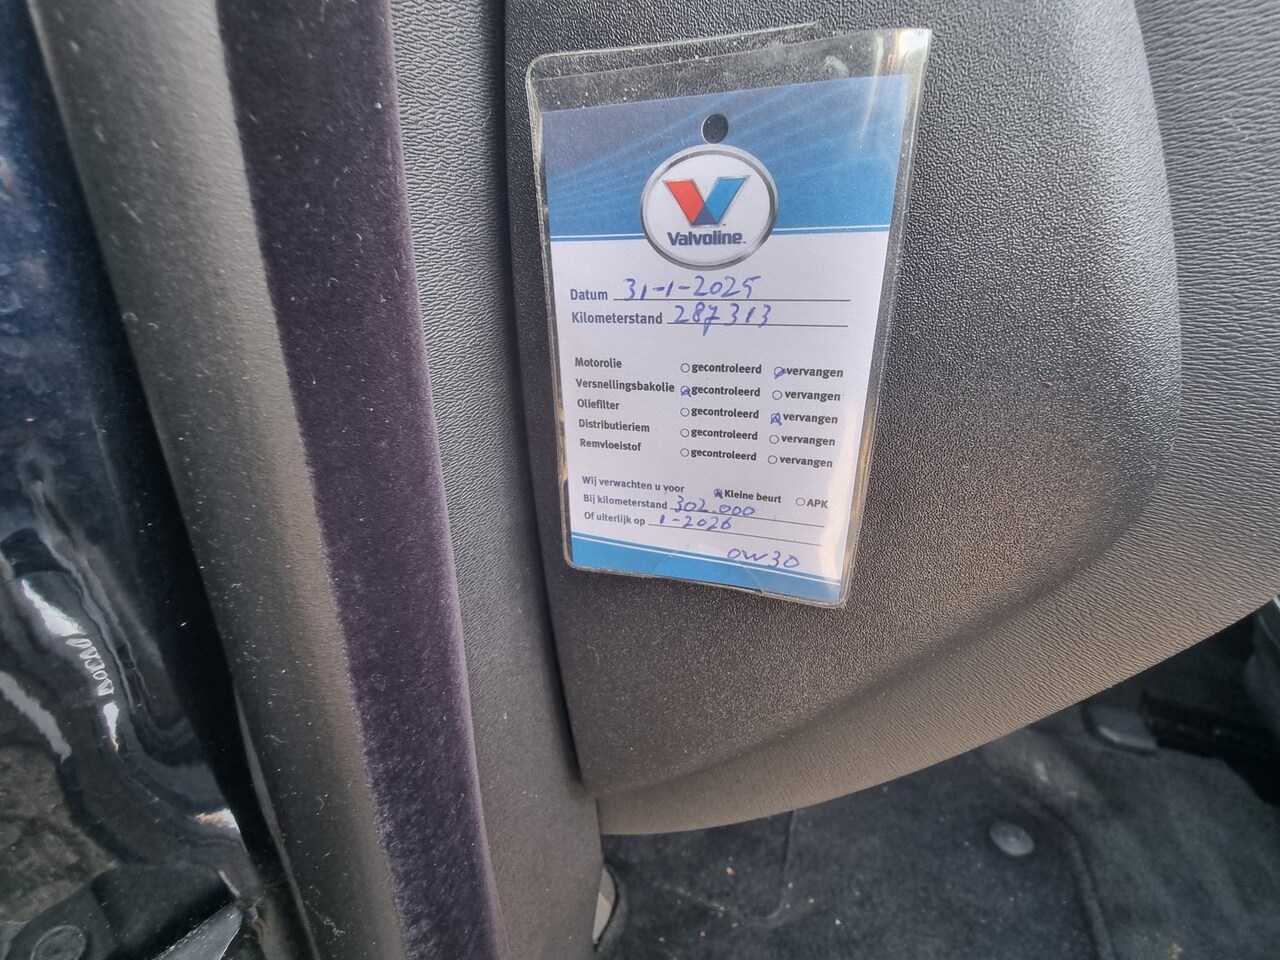 Valvoline
Datum 31-1-2025
Kilometerstand 287313
Motorolie gecontroleerd vervangen
Versnellingsbakolie gecontroleerd vervangen
Oliefilter gecontroleerd vervangen
Distributieriem gecontroleerd vervangen
Remvloeistof gecontroleerd vervangen
Wij verwachten u voor Kleine beurt APK
Bij kilometerstand 302.000
Of uiterlijk op 1-2026
0W30